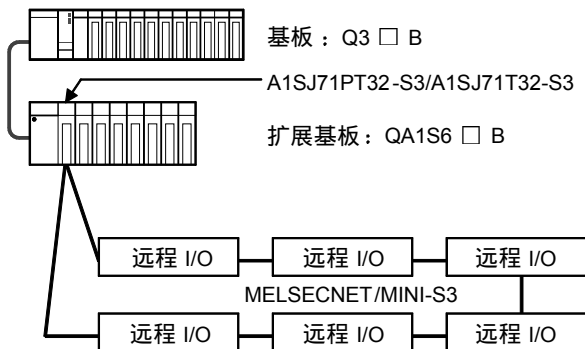 基板：Q3 □ B
A1SJ71PT32-S3/A1SJ71T32-S3
扩展基板：QA1S6 □ B
远程 I/O 远程 I/O 远程 I/O
MELSECNET/MINI-S3
远程 I/O 远程 I/O 远程 I/O